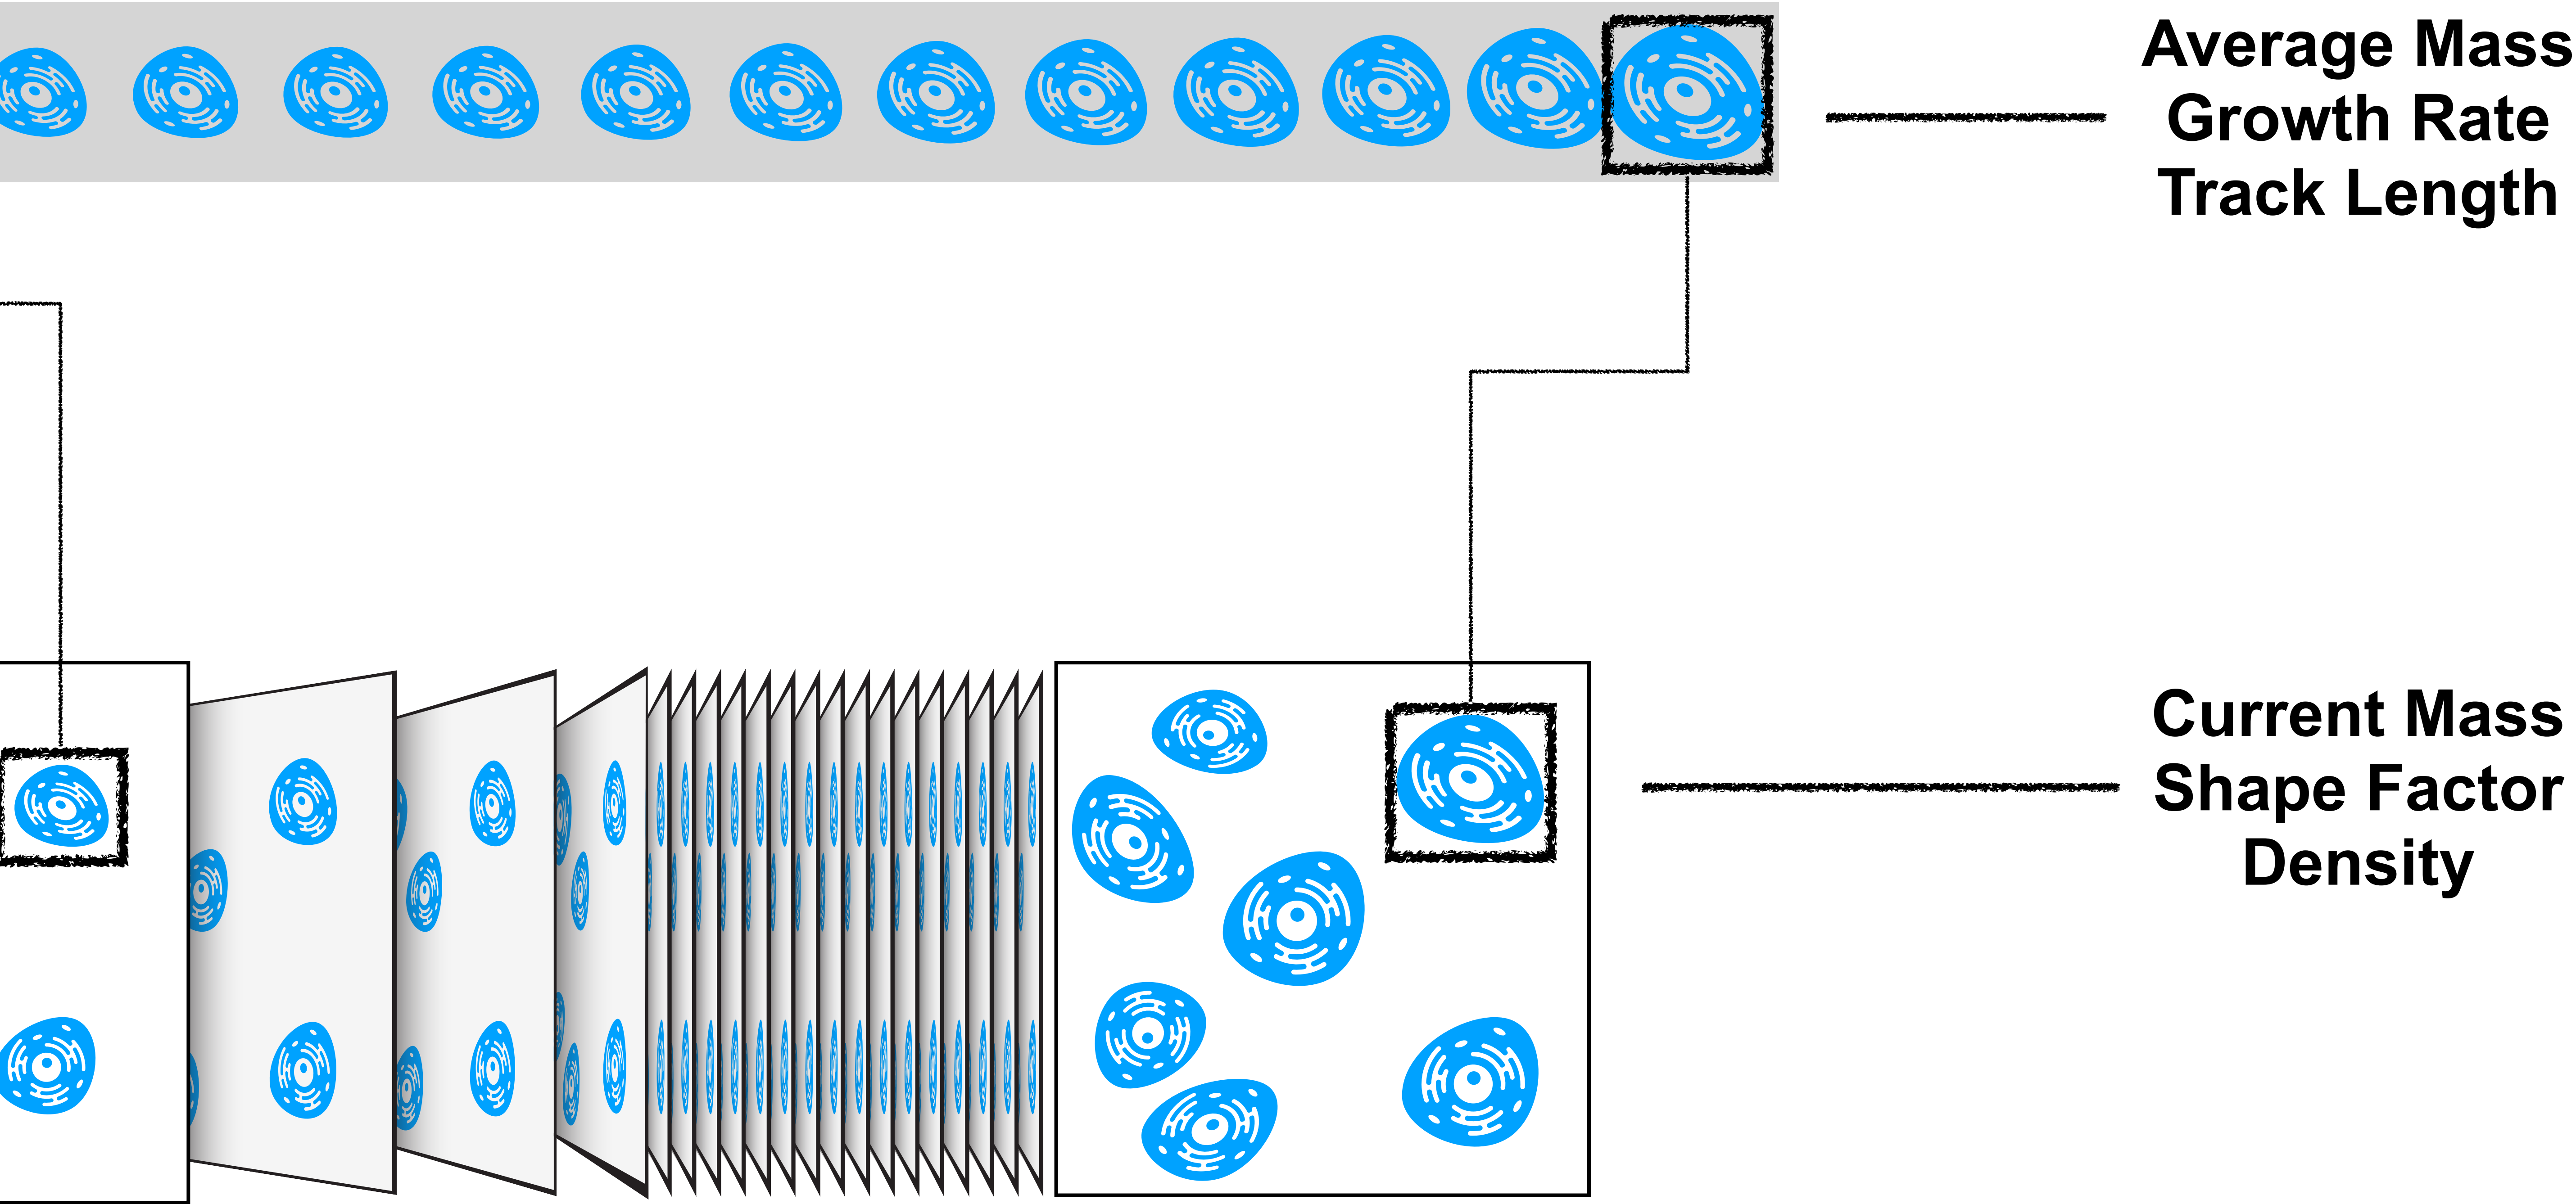 Average Mass
Growth Rate
Track Length
Current Mass
Shape Factor
Density